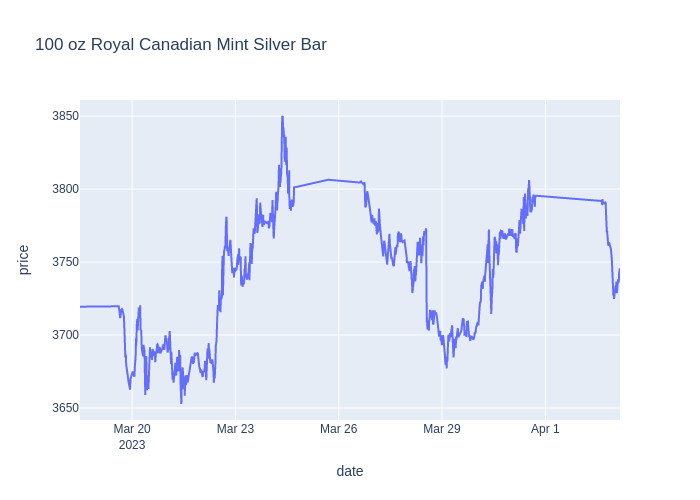 100 oz Royal Canadian Mint Silver Bar
3850
3800
3750
3700
3650
price
Mar 20
2023
Mar 23
Mar 26
Mar 29
Apr 1
date